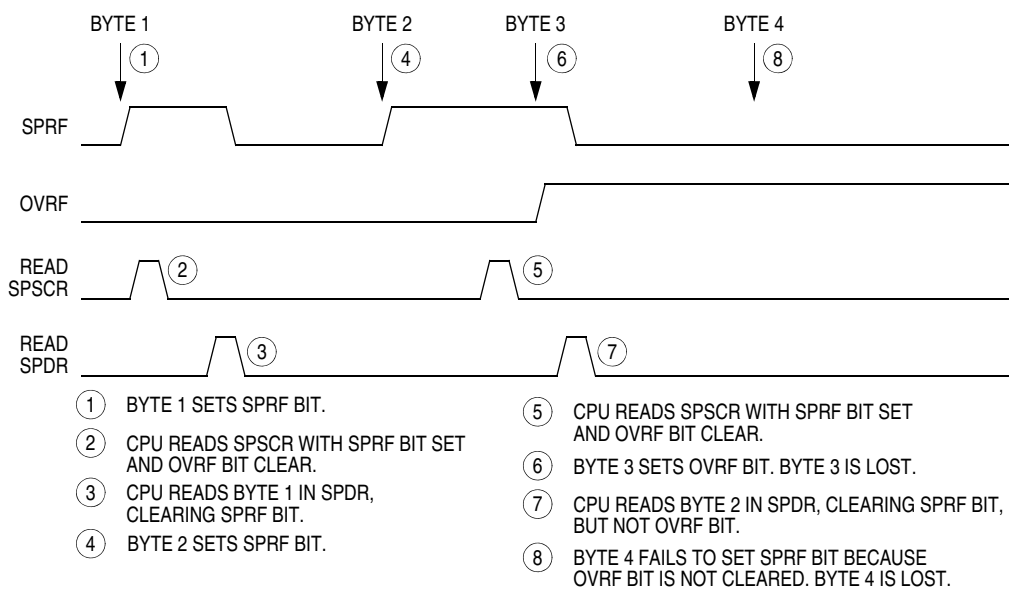 BYTE 1
BYTE 2
BYTE 3
BYTE 4
1
4
6
8
SPRF
OVRF
READ
SPSCR
2
5
READ
SPDR
3
7
1 BYTE 1 SETS SPRF BIT.
2 CPU READS SPSCR WITH SPRF BIT SET
AND OVRF BIT CLEAR.
3 CPU READS BYTE 1 IN SPDR,
CLEARING SPRF BIT.
4 BYTE 2 SETS SPRF BIT.
5 CPU READS SPSCR WITH SPRF BIT SET
AND OVRF BIT CLEAR.
6 BYTE 3 SETS OVRF BIT. BYTE 3 IS LOST.
7 CPU READS BYTE 2 IN SPDR, CLEARING SPRF BIT,
BUT NOT OVRF BIT.
8 BYTE 4 FAILS TO SET SPRF BIT BECAUSE
OVRF BIT IS NOT CLEARED. BYTE 4 IS LOST.